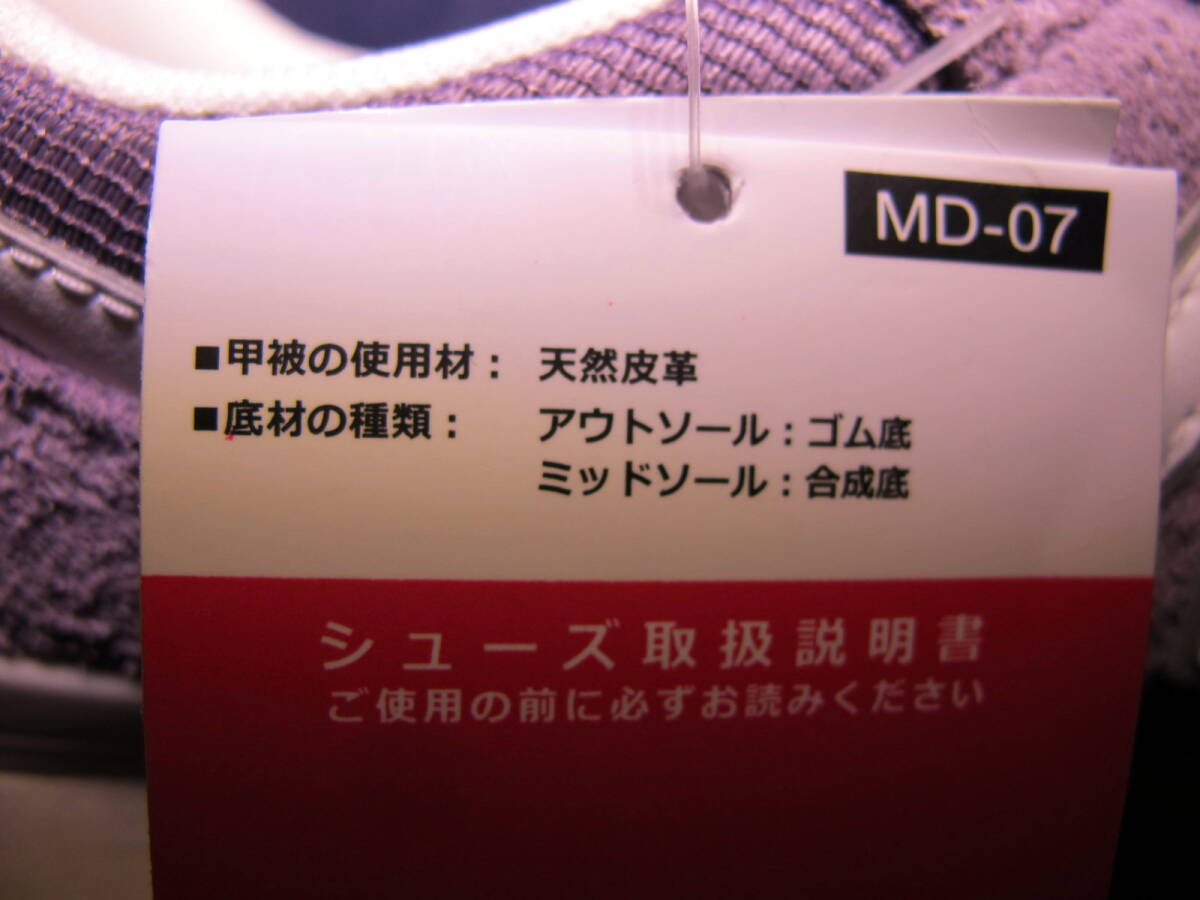 MD-07
■甲被の使用材： 天然皮革
■底材の種類： アウトソール：ゴム底
ミッドソール：合成底
シューズ取扱説明書
ご使用の前に必ずお読みください